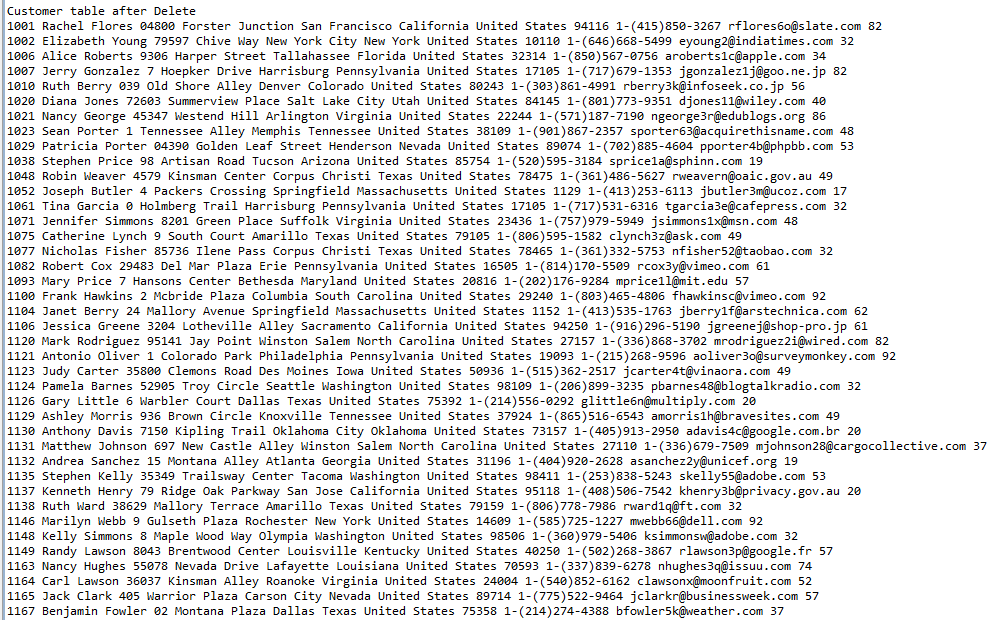 Customer table after Delete
1001 Rachel Flores 04800 Forster Junction San Francisco California United States 94116 1-(415)850-3267 rflores6o@slate.com 82
1002 Elizabeth Young 79597 Chive Way New York City New York United States 10110 1-(646)668-5499 eyoung2@indiatimes.com 32
1006 Alice Roberts 9306 Harper Street Tallahassee Florida United States 32314 1-(850)567-0756 aroberts1c@apple.com 34
1007 Jerry Gonzalez 7 Hoepker Drive Harrisburg Pennsylvania United States 17105 1-(717)679-1353 jgonzalez1j@goo.ne.jp 82
1010 Ruth Berry 039 Old Shore Alley Denver Colorado United States 80243 1-(303)861-4991 rberry3k@infoseek.co.jp 56
1020 Diana Jones 72603 Summerview Place Salt Lake City Utah United States 84145 1-(801)773-9351 djones11@wiley.com 40
1021 Nancy George 45347 Westend Hill Arlington Virginia United States 22244 1-(571)187-7190 ngeorge3r@edublogs.org 86
1023 Sean Porter 1 Tennessee Alley Memphis Tennessee United States 38109 1-(901)867-2357 sporter63@acquirethisname.com 48
1029 Patricia Porter 04390 Golden Leaf Street Henderson Nevada United States 89074 1-(702)885-4604 pporter4b@phpbb.com 53
1038 Stephen Price 98 Artisan Road Tucson Arizona United States 85754 1-(520)595-3184 sprice1a@sphinn.com 19
1048 Robin Weaver 4579 Kinsman Center Corpus Christi Texas United States 78475 1-(361)486-5627 rweavern@oaic.gov.au 49
1052 Joseph Butler 4 Packers Crossing Springfield Massachusetts United States 1129 1-(413)253-6113 jbutler3m@ucoz.com 17
1061 Tina Garcia 0 Holmberg Trail Harrisburg Pennsylvania United States 17105 1-(717)531-6316 tgarcia3e@cafepress.com 32
1071 Jennifer Simmons 8201 Green Place Suffolk Virginia United States 23436 1-(757)979-5949 jsimmons1x@msn.com 48
1075 Catherine Lynch 9 South Court Amarillo Texas United States 79105 1-(806)595-1582 clynch3z@ask.com 49
1077 Nicholas Fisher 85736 Ilene Pass Corpus Christi Texas United States 78465 1-(361)332-5753 nfisher52@taobao.com 32
1082 Robert Cox 29483 Del Mar Plaza Erie Pennsylvania United States 16505 1-(814)170-5509 rcox3y@vimeo.com 61
1093 Mary Price 7 Hansons Center Bethesda Maryland United States 20816 1-(202)176-9284 mprice1l@mit.edu 57
1100 Frank Hawkins 2 Mcbride Plaza Columbia South Carolina United States 29240 1-(803)465-4806 fhawkinsc@vimeo.com 92
1104 Janet Berry 24 Mallory Avenue Springfield Massachusetts United States 1152 1-(413)535-1763 jberry1f@arstechnica.com 62
1106 Jessica Greene 3204 Lotheville Alley Sacramento California United States 94250 1-(916)296-5190 jgreenej@shop-pro.jp 61
1120 Mark Rodriguez 95141 Jay Point Winston Salem North Carolina United States 27157 1-(336)868-3702 mrodriguez2i@wired.com 82
1121 Antonio Oliver 1 Colorado Park Philadelphia Pennsylvania United States 19093 1-(215)268-9596 aoliver3o@surveymonkey.com 92
1123 Judy Carter 35800 Clemons Road Des Moines Iowa United States 50936 1-(515)362-2517 jcarter4t@vinaora.com 49
1124 Pamela Barnes 52905 Troy Circle Seattle Washington United States 98109 1-(206)899-3235 pbarnes48@blogtalkradio.com 32
1126 Gary Little 6 Warbler Court Dallas Texas United States 75392 1-(214)556-0292 glittle6n@multiply.com 20
1129 Ashley Morris 936 Brown Circle Knoxville Tennessee United States 37924 1-(865)516-6543 amorris1h@bravesites.com 49
1130 Anthony Davis 7150 Kipling Trail Oklahoma City Oklahoma United States 73157 1-(405)913-2950 adavis4c@google.com.br 20
1131 Matthew Johnson 697 New Castle Alley Winston Salem North Carolina United States 27110 1-(336)679-7509 mjohnson28@cargocollective.com 37
1132 Andrea Sanchez 15 Montana Alley Atlanta Georgia United States 31196 1-(404)920-2628 asanchez2y@unicef.org 19
1135 Stephen Kelly 35349 Trailsway Center Tacoma Washington United States 98411 1-(253)838-5243 skelly55@adobe.com 53
1137 Kenneth Henry 79 Ridge Oak Parkway San Jose California United States 95118 1-(408)506-7542 khenry3b@privacy.gov.au 20
1138 Ruth Ward 38629 Mallory Terrace Amarillo Texas United States 79159 1-(806)778-7986 rward1q@ft.com 32
1146 Marilyn Webb 9 Gulseth Plaza Rochester New York United States 14609 1-(585)725-1227 mwebb66@dell.com 92
1148 Kelly Simmons 8 Maple Wood Way Olympia Washington United States 98506 1-(360)979-5406 ksimmonsw@adobe.com 32
1149 Randy Lawson 8043 Brentwood Center Louisville Kentucky United States 40250 1-(502)268-3867 rlawson3p@google.fr 57
1163 Nancy Hughes 55078 Nevada Drive Lafayette Louisiana United States 70593 1-(337)839-6278 nhughes3q@issuu.com 74
1164 Carl Lawson 36037 Kinsman Alley Roanoke Virginia United States 24004 1-(540)852-6162 clawsonx@moonfruit.com 52
1165 Jack Clark 405 Warrior Plaza Carson City Nevada United States 89714 1-(775)522-9464 jclarkr@businessweek.com 57
1167 Benjamin Fowler 02 Montana Plaza Dallas Texas United States 75358 1-(214)274-4388 bfowler5k@weather.com 37